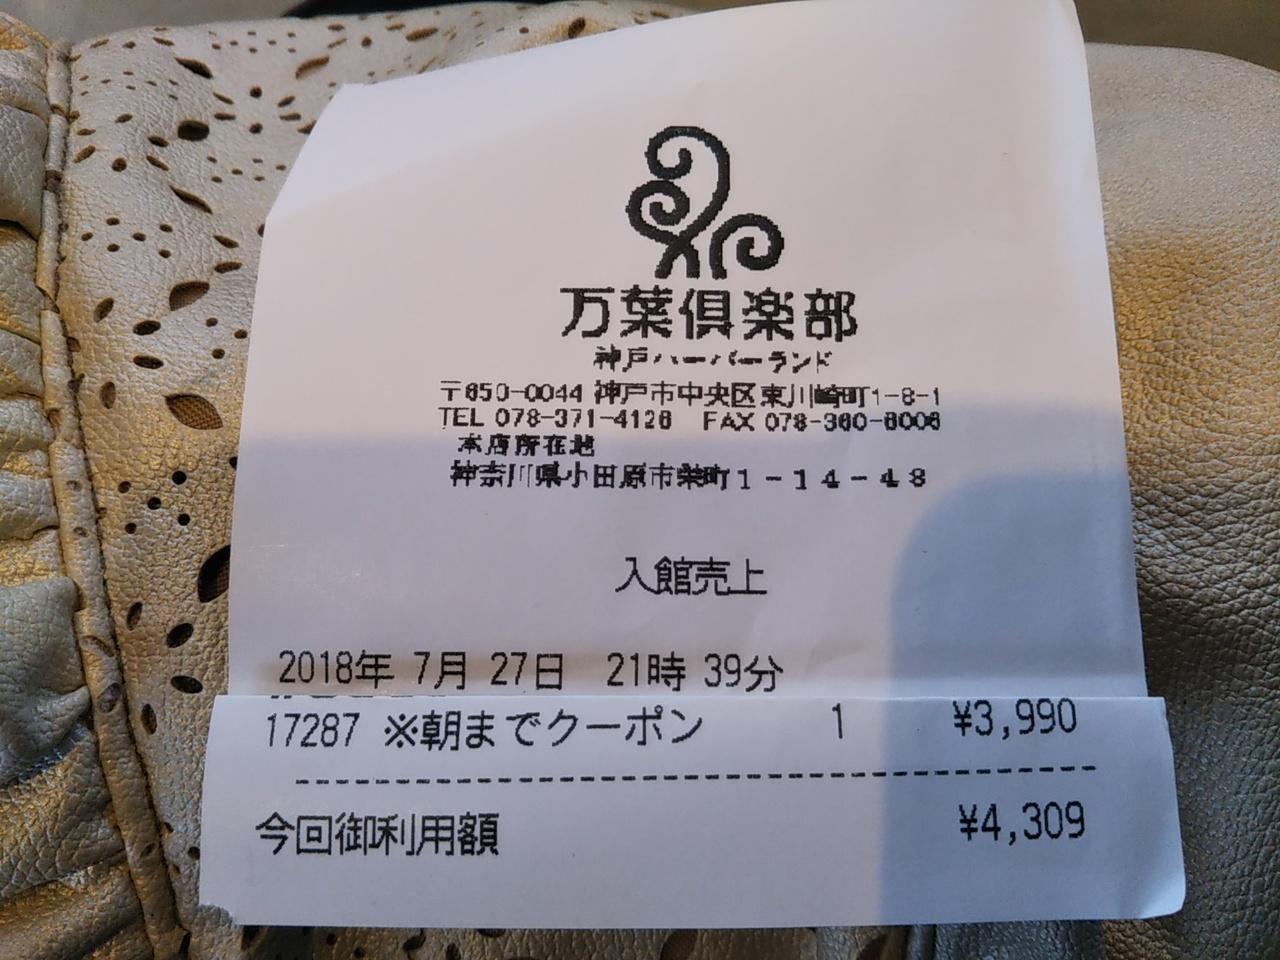 万葉倶楽部
神戸ハーバーランド
〒650-0044 神戸市中央区東川崎町1-8-1
TEL 078-371-4126 FAX 078-360-6006
本店所在地
神奈川県小田原市栄町1-14-48
入館売上
2018年 7月 27日 21時 39分
17287 ※朝までクーポン 1 ¥3,990
今回御利用額 ¥4,309